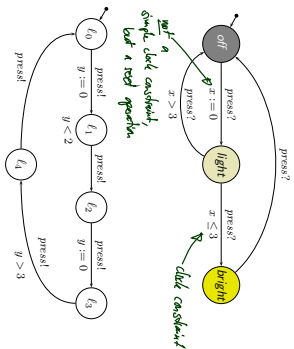 not a
simple clock constraint,
but a reset operation
off
press?
x := 0
press?
x > 3
light
press?
x ≤ 3
bright
press?
clock constraint
ℓ0
press!
y := 0
ℓ1
press!
y < 2
ℓ2
press!
y := 0
ℓ3
press!
y > 3
ℓ4
press!